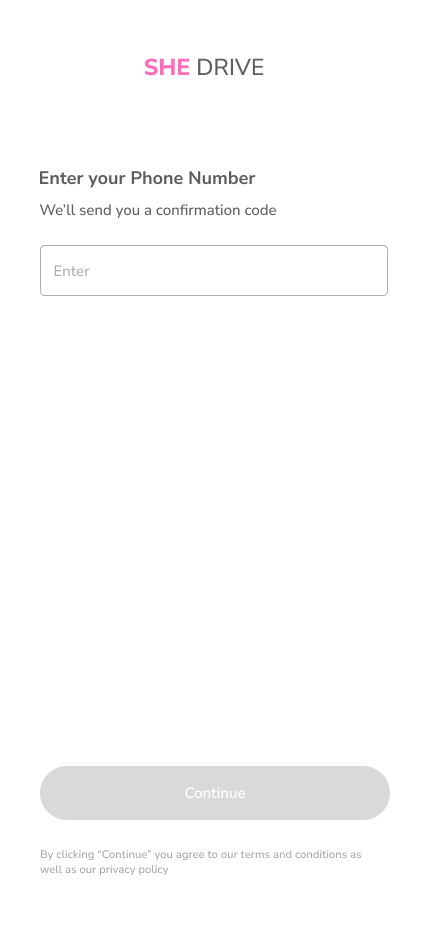 SHE DRIVE
Enter your Phone Number
We’ll send you a confirmation code
Enter
Continue
By clicking “Continue” you agree to our terms and conditions as
well as our privacy policy